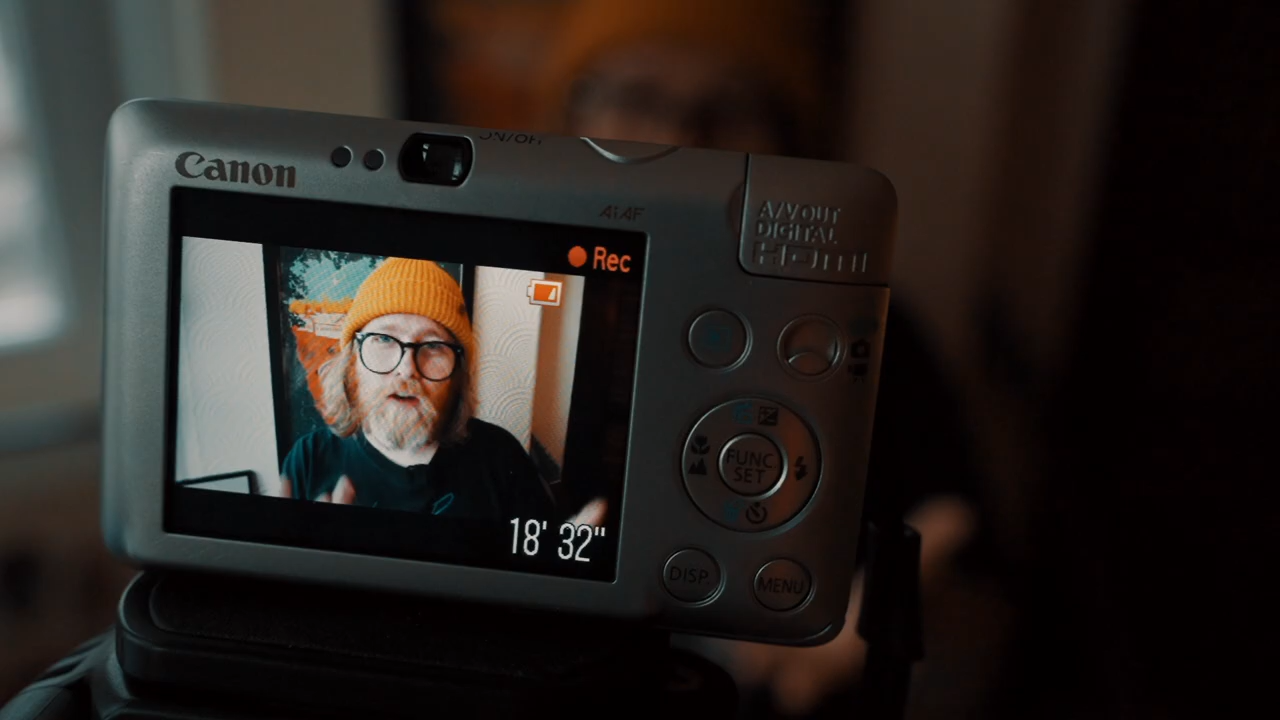 ON/OFF
Canon
AiAF
A/V OUT
DIGITAL
HDMI
Rec
FUNC.
SET
18' 32"
DISP.
MENU